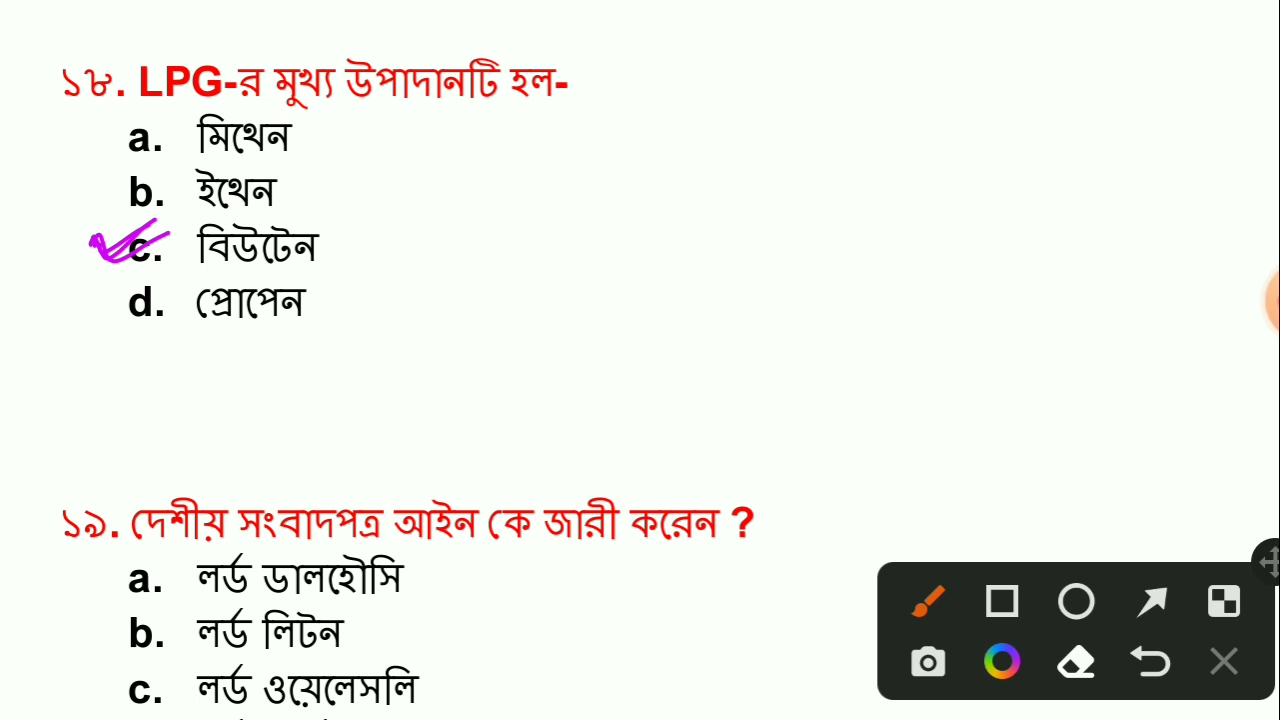 ১৮. LPG-র মুখ্য উপাদানটি হল-
a. মিথেন
b. ইথেন
c. বিউটেন
d. প্রোপেন
১৯. দেশীয় সংবাদপত্র আইন কে জারী করেন ?
a. লর্ড ডালহৌসি
b. লর্ড লিটন
c. লর্ড ওয়েলেসলি